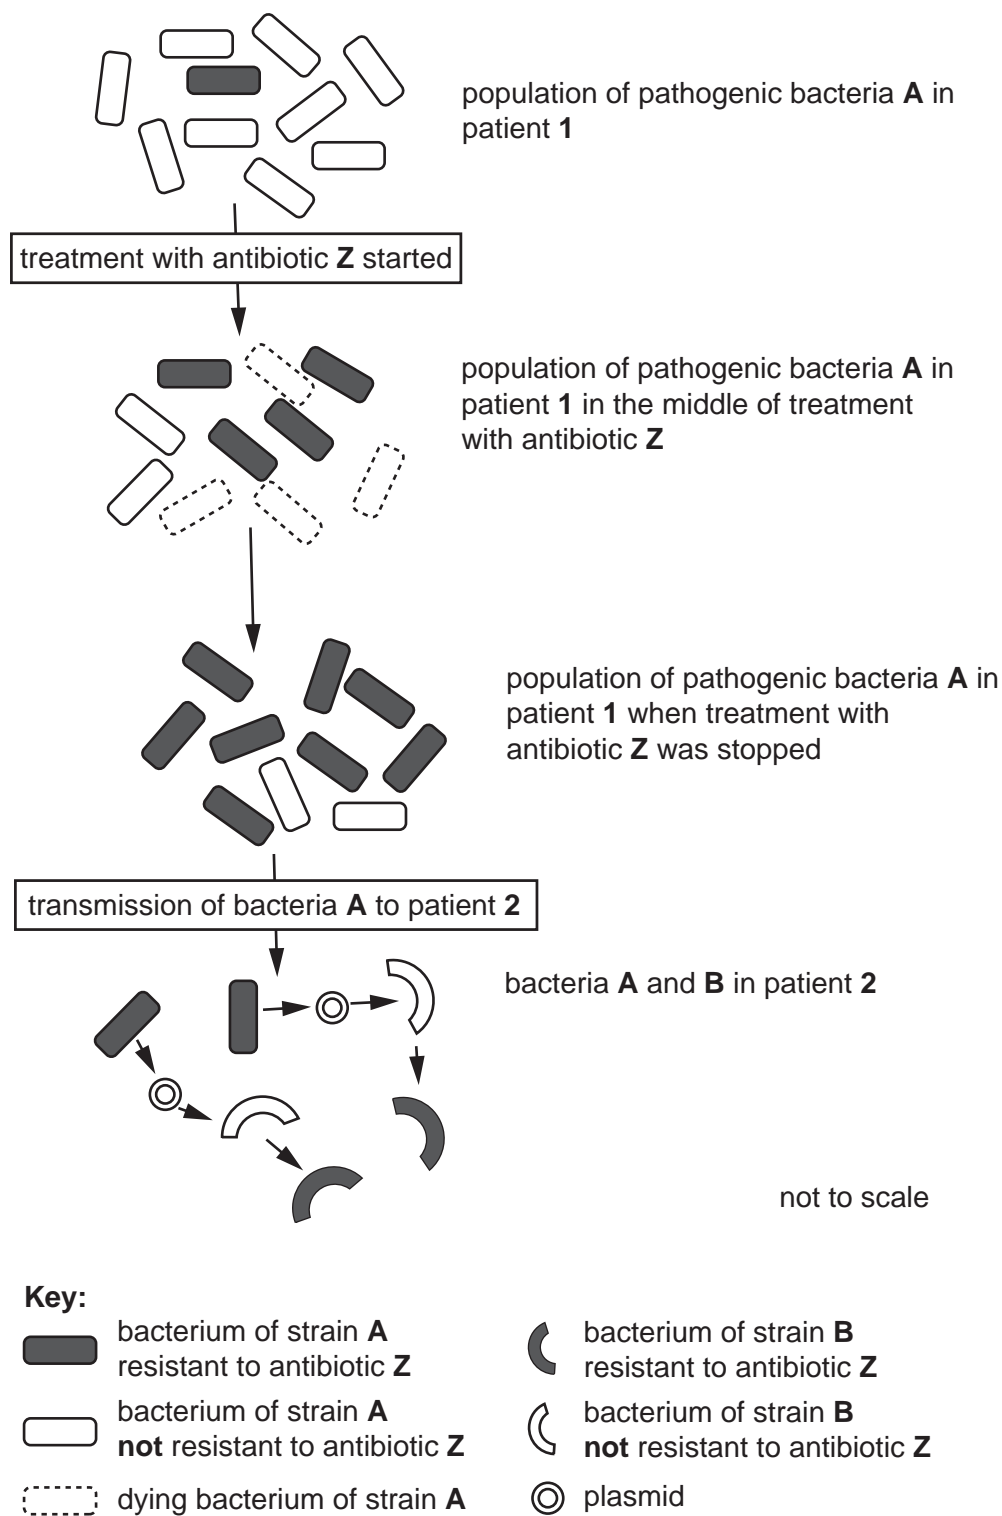 population of pathogenic bacteria A in
patient 1
treatment with antibiotic Z started
population of pathogenic bacteria A in
patient 1 in the middle of treatment
with antibiotic Z
population of pathogenic bacteria A in
patient 1 when treatment with
antibiotic Z was stopped
transmission of bacteria A to patient 2
bacteria A and B in patient 2
not to scale
Key:
bacterium of strain A
resistant to antibiotic Z
bacterium of strain B
resistant to antibiotic Z
bacterium of strain A
not resistant to antibiotic Z
bacterium of strain B
not resistant to antibiotic Z
dying bacterium of strain A
plasmid